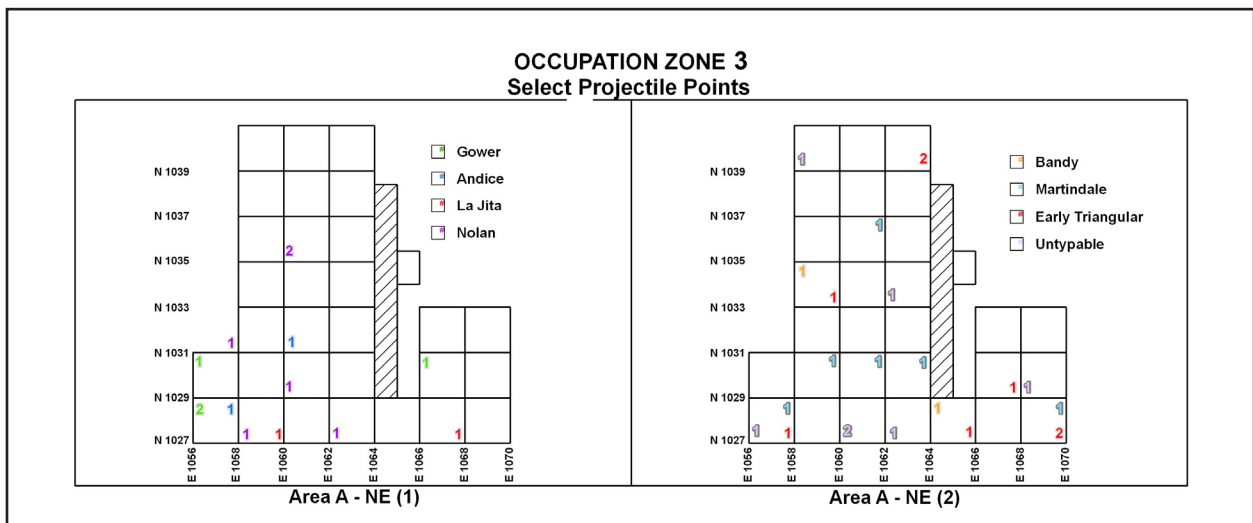 OCCUPATION ZONE 3
Select Projectile Points
Gower
Andice
La Jita
Nolan
N 1039
N 1037
2
N 1035
N 1033
1 1
N 1031
1 1
1
N 1029
2 1
1 1 1 1
N 1027
E 1056
E 1058
E 1060
E 1062
E 1064
E 1066
E 1068
E 1070
Area A - NE (1)
Bandy
Martindale
Early Triangular
Untypable
1 2
N 1039
N 1037
1
N 1035
1
1 1
N 1033
N 1031
1 1 1
1 1
N 1029
1 1 1
1 1 2 1 1 2
N 1027
E 1056
E 1058
E 1060
E 1062
E 1064
E 1066
E 1068
E 1070
Area A - NE (2)